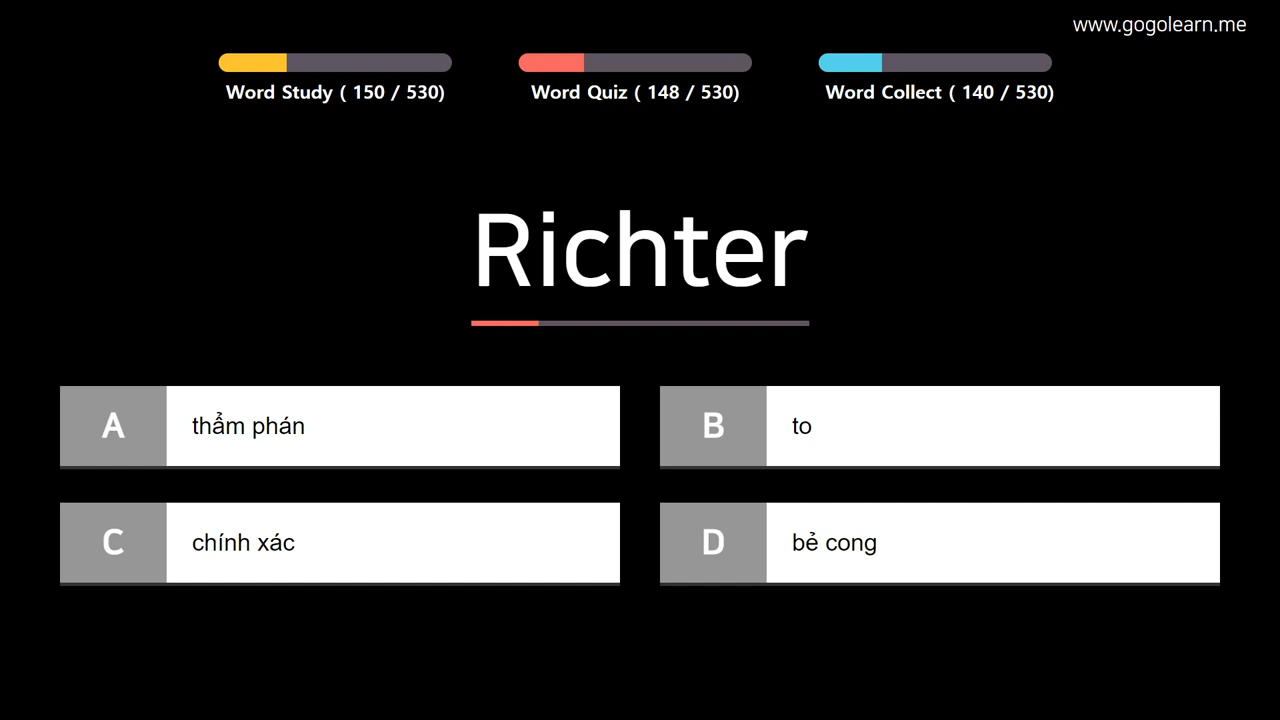 www.gogolearn.me
Word Study ( 150 / 530)
Word Quiz ( 148 / 530)
Word Collect ( 140 / 530)
Richter
A
thẩm phán
B
to
C
chính xác
D
bẻ cong